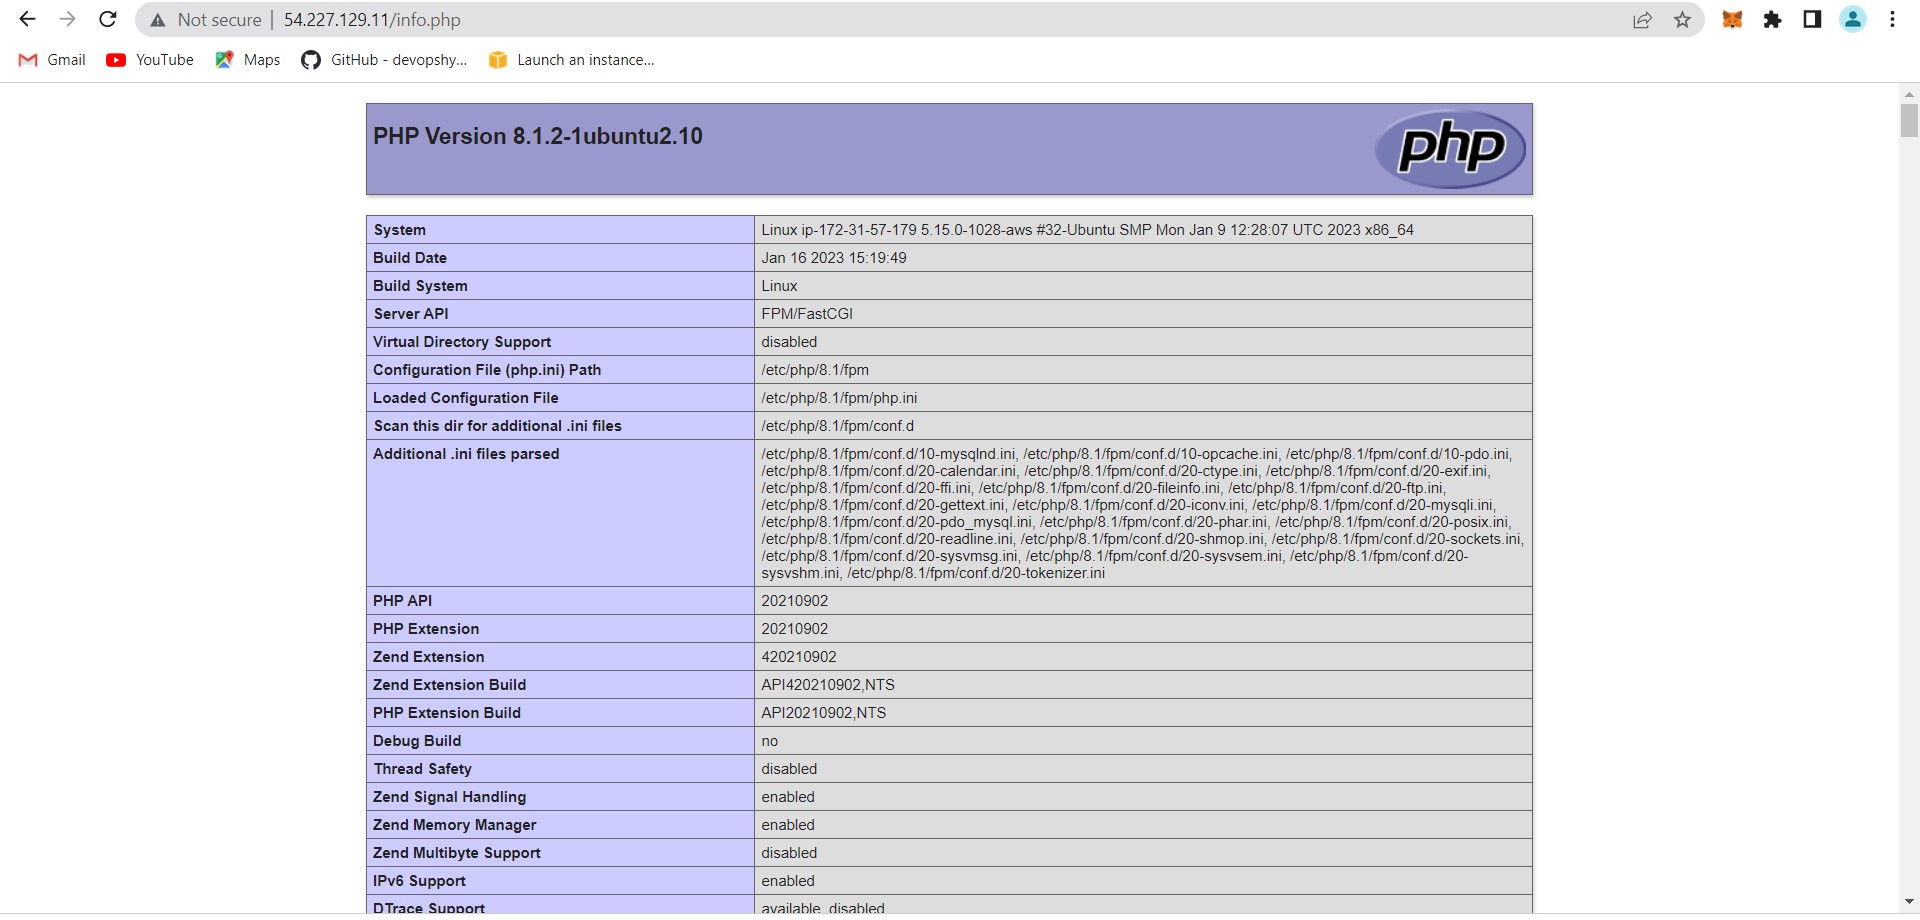 Not secure | 54.227.129.11/info.php
Gmail YouTube Maps GitHub - devopshy... Launch an instance...
PHP Version 8.1.2-1ubuntu2.10
php
System Linux ip-172-31-57-179 5.15.0-1028-aws #32-Ubuntu SMP Mon Jan 9 12:28:07 UTC 2023 x86_64
Build Date Jan 16 2023 15:19:49
Build System Linux
Server API FPM/FastCGI
Virtual Directory Support disabled
Configuration File (php.ini) Path /etc/php/8.1/fpm
Loaded Configuration File /etc/php/8.1/fpm/php.ini
Scan this dir for additional .ini files /etc/php/8.1/fpm/conf.d
Additional .ini files parsed /etc/php/8.1/fpm/conf.d/10-mysqlnd.ini, /etc/php/8.1/fpm/conf.d/10-opcache.ini, /etc/php/8.1/fpm/conf.d/10-pdo.ini,
/etc/php/8.1/fpm/conf.d/20-calendar.ini, /etc/php/8.1/fpm/conf.d/20-ctype.ini, /etc/php/8.1/fpm/conf.d/20-exif.ini,
/etc/php/8.1/fpm/conf.d/20-ffi.ini, /etc/php/8.1/fpm/conf.d/20-fileinfo.ini, /etc/php/8.1/fpm/conf.d/20-ftp.ini,
/etc/php/8.1/fpm/conf.d/20-gettext.ini, /etc/php/8.1/fpm/conf.d/20-iconv.ini, /etc/php/8.1/fpm/conf.d/20-mysqli.ini,
/etc/php/8.1/fpm/conf.d/20-pdo_mysql.ini, /etc/php/8.1/fpm/conf.d/20-phar.ini, /etc/php/8.1/fpm/conf.d/20-posix.ini,
/etc/php/8.1/fpm/conf.d/20-readline.ini, /etc/php/8.1/fpm/conf.d/20-shmop.ini, /etc/php/8.1/fpm/conf.d/20-sockets.ini,
/etc/php/8.1/fpm/conf.d/20-sysvmsg.ini, /etc/php/8.1/fpm/conf.d/20-sysvsem.ini, /etc/php/8.1/fpm/conf.d/20-
sysvshm.ini, /etc/php/8.1/fpm/conf.d/20-tokenizer.ini
PHP API 20210902
PHP Extension 20210902
Zend Extension 420210902
Zend Extension Build API420210902,NTS
PHP Extension Build API20210902,NTS
Debug Build no
Thread Safety disabled
Zend Signal Handling enabled
Zend Memory Manager enabled
Zend Multibyte Support disabled
IPv6 Support enabled
DTrace Support available, disabled